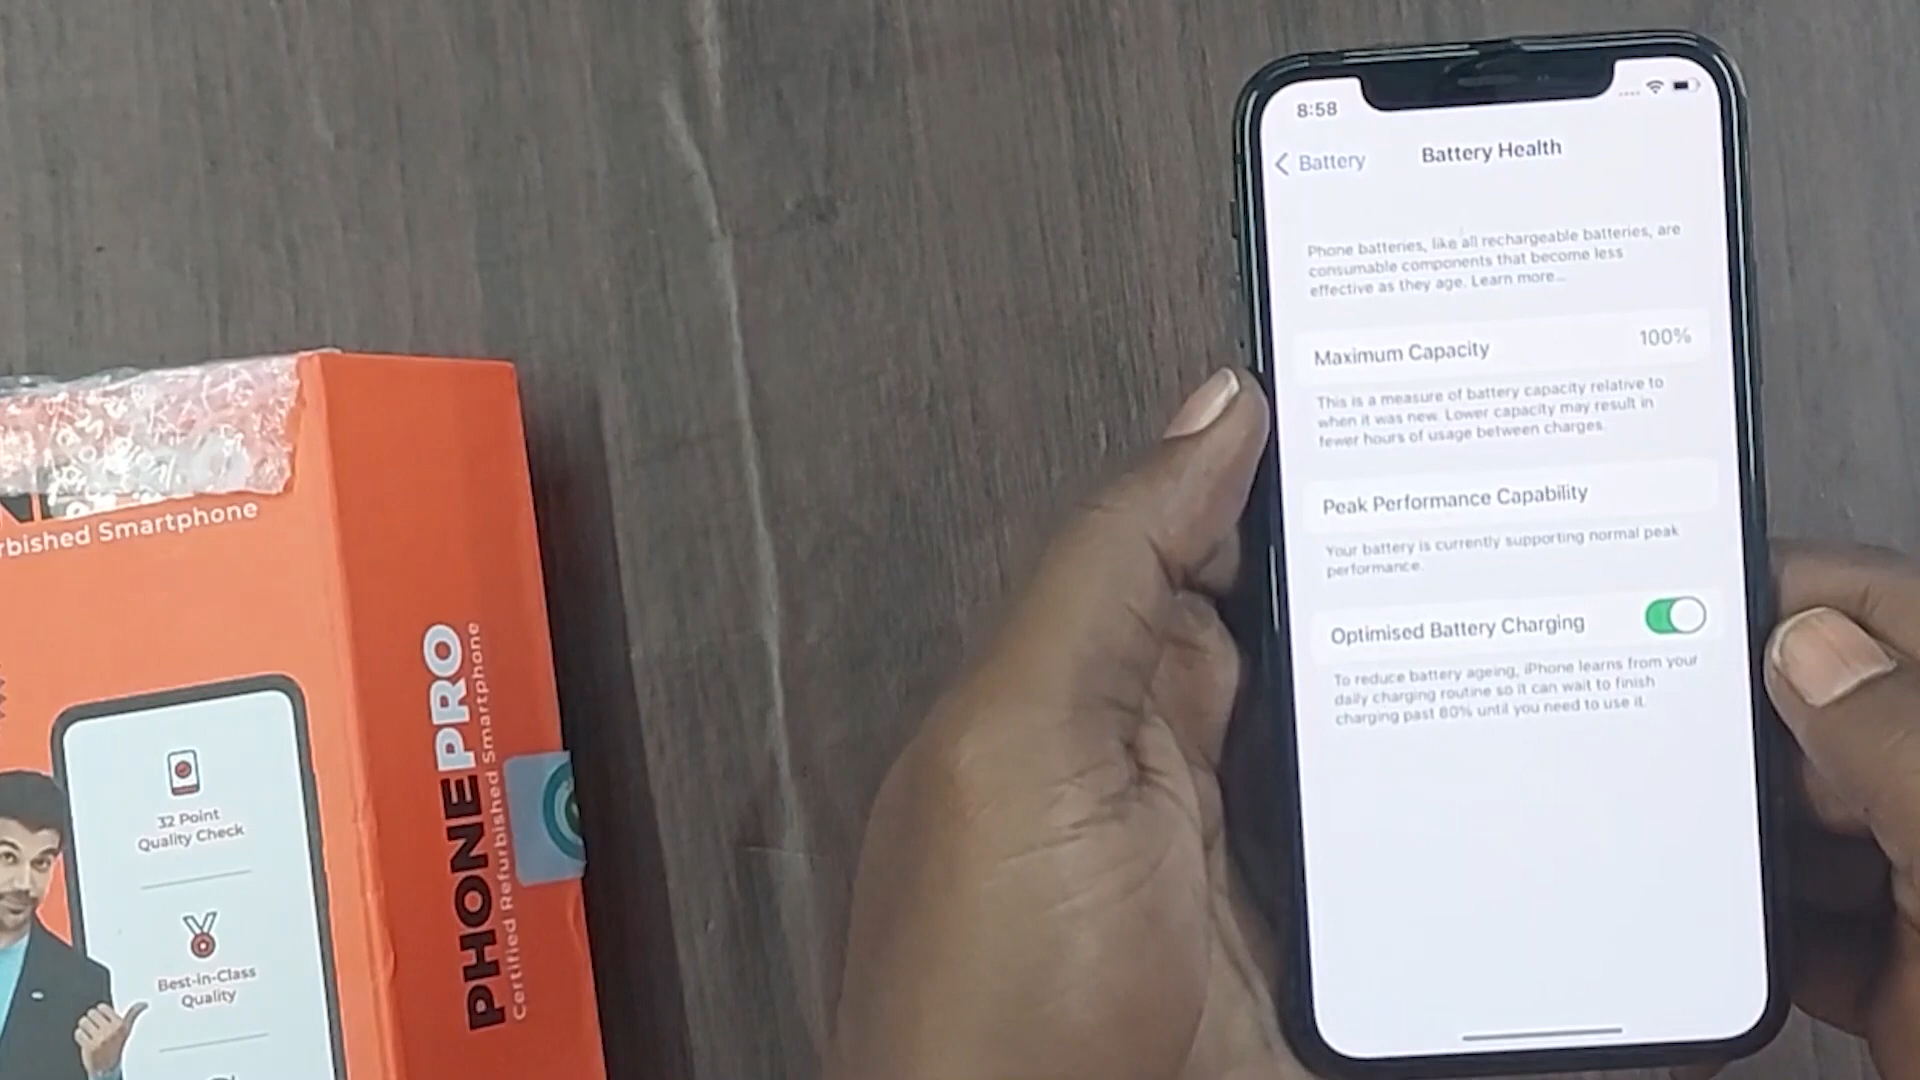 rbished Smartphone
32 Point
Quality Check
Best-in-Class
Quality
PHONEPRO
Certified Refurbished Smartphone
8:58
Battery
Battery Health
Phone batteries, like all rechargeable batteries, are
consumable components that become less
effective as they age. Learn more...
Maximum Capacity 100%
This is a measure of battery capacity relative to
when it was new. Lower capacity may result in
fewer hours of usage between charges.
Peak Performance Capability
Your battery is currently supporting normal peak
performance.
Optimised Battery Charging
To reduce battery ageing, iPhone learns from your
daily charging routine so it can wait to finish
charging past 80% until you need to use it.